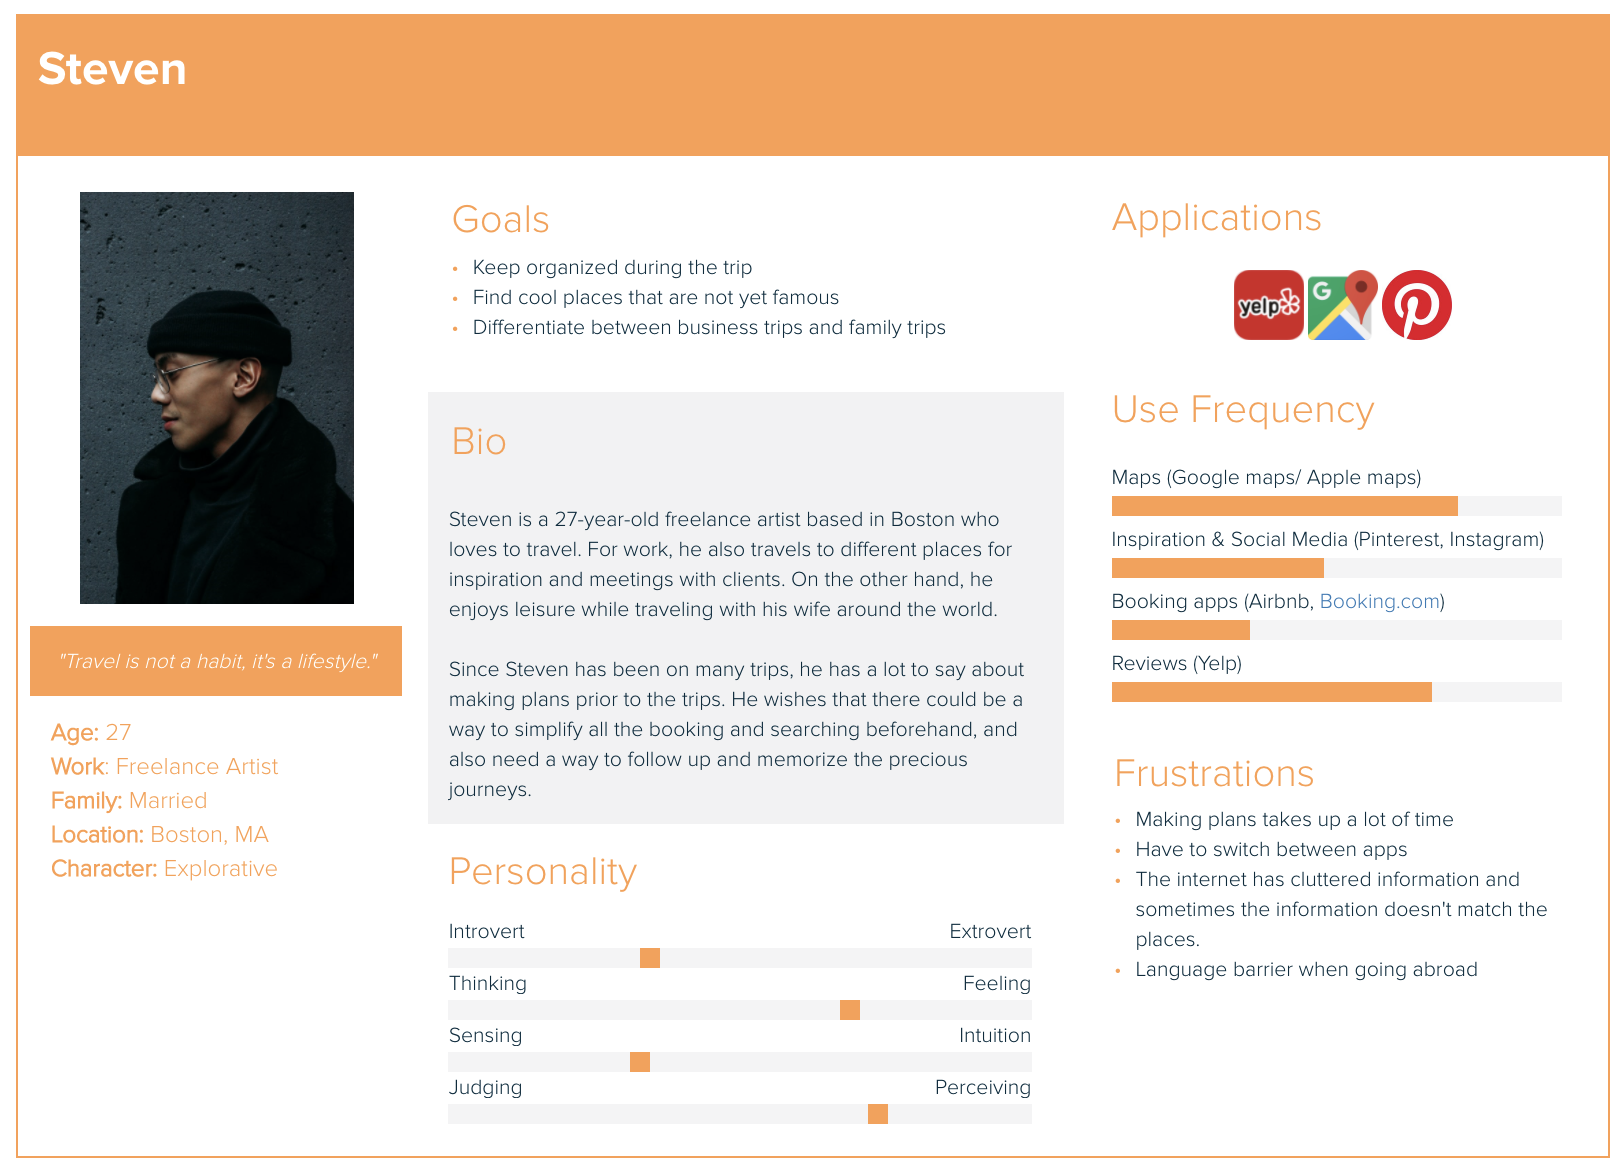 Steven
"Travel is not a habit, it's a lifestyle."
Age: 27
Work: Freelance Artist
Family: Married
Location: Boston, MA
Character: Explorative
Goals
• Keep organized during the trip
• Find cool places that are not yet famous
• Differentiate between business trips and family trips
Bio
Steven is a 27-year-old freelance artist based in Boston who
loves to travel. For work, he also travels to different places for
inspiration and meetings with clients. On the other hand, he
enjoys leisure while traveling with his wife around the world.
Since Steven has been on many trips, he has a lot to say about
making plans prior to the trips. He wishes that there could be a
way to simplify all the booking and searching beforehand, and
also need a way to follow up and memorize the precious
journeys.
Personality
Introvert Extrovert
Thinking Feeling
Sensing Intuition
Judging Perceiving
Applications
yelp G
Use Frequency
Maps (Google maps/ Apple maps)
Inspiration & Social Media (Pinterest, Instagram)
Booking apps (Airbnb, Booking.com)
Reviews (Yelp)
Frustrations
• Making plans takes up a lot of time
• Have to switch between apps
• The internet has cluttered information and
sometimes the information doesn't match the
places.
• Language barrier when going abroad